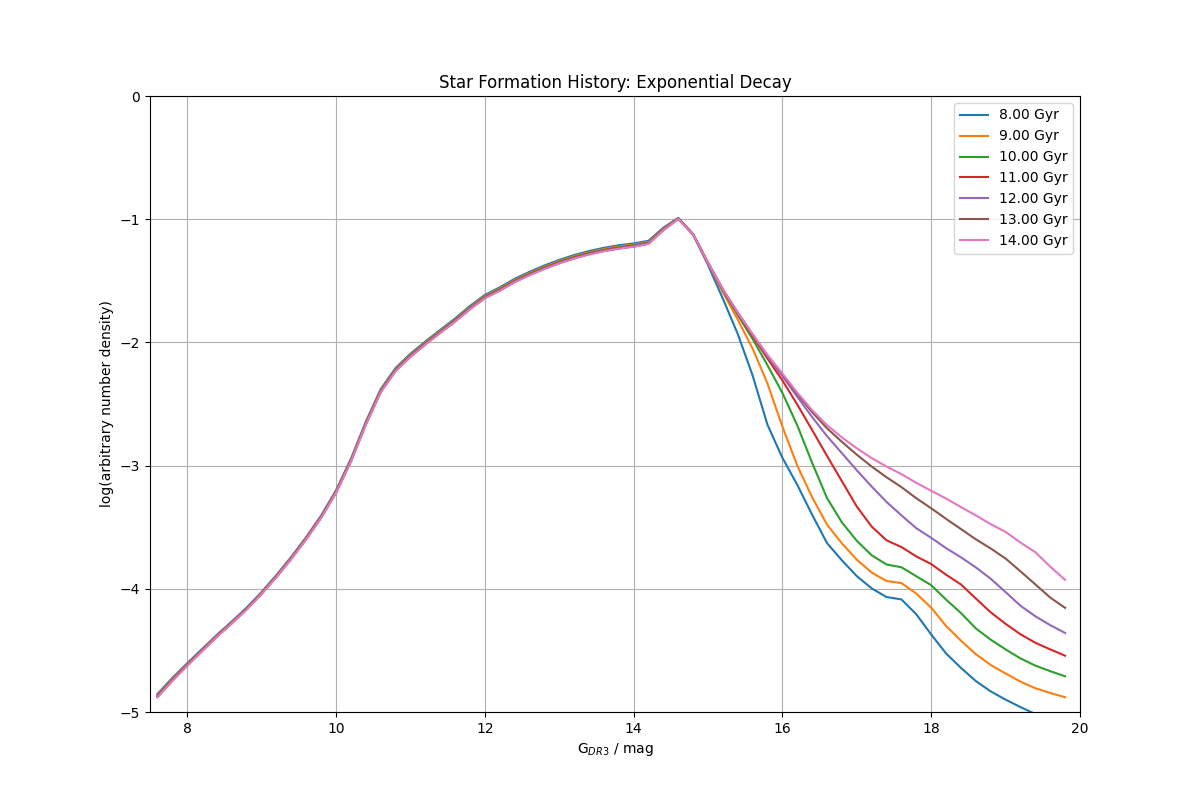 Star Formation History: Exponential Decay
log(arbitrary number density)
0
−1
−2
−3
−4
−5
8.00 Gyr
9.00 Gyr
10.00 Gyr
11.00 Gyr
12.00 Gyr
13.00 Gyr
14.00 Gyr
8 10 12 14 16 18 20
G_{DR3} / mag